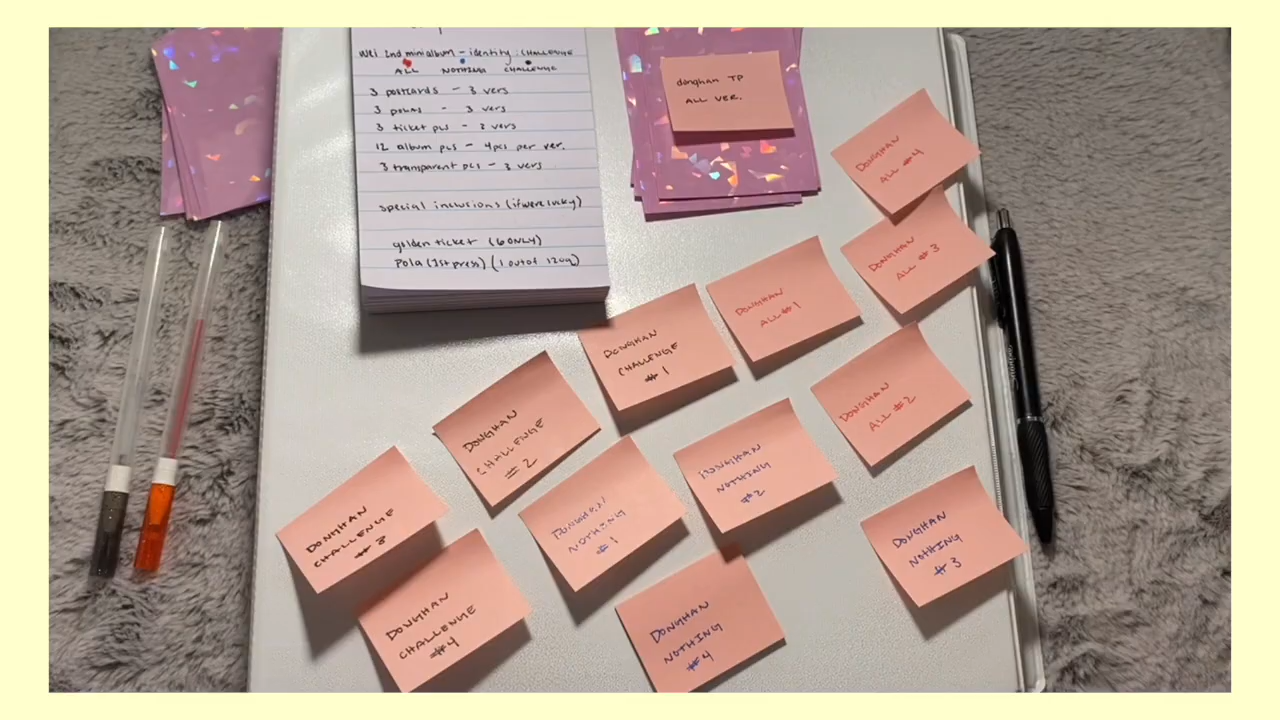 WEi 2nd mini album - identity: CHALLENGE
ALL NOTHING CHALLENGE
3 postcards - 3 vers
3 polas - 3 vers
3 ticket pcs - 3 vers
12 album pcs - 4pcs per ver.
3 transparent pcs - 3 vers
special inclusions (if we're lucky)
golden ticket (6 ONLY)
Pola (1st press) (1 out of 1200)
donghan TP
ALL VER.
DONGHAN
ALL #4
DONGHAN
ALL #3
DONGHAN
ALL #1
DONGHAN
CHALLENGE
#1
DONGHAN
ALL #2
DONGHAN
CHALLENGE
#2
DONGHAN
NOTHING
#2
DONGHAN
NOTHING
#1
DONGHAN
CHALLENGE
#3
DONGHAN
NOTHING
#3
DONGHAN
CHALLENGE
#4
DONGHAN
NOTHING
#4